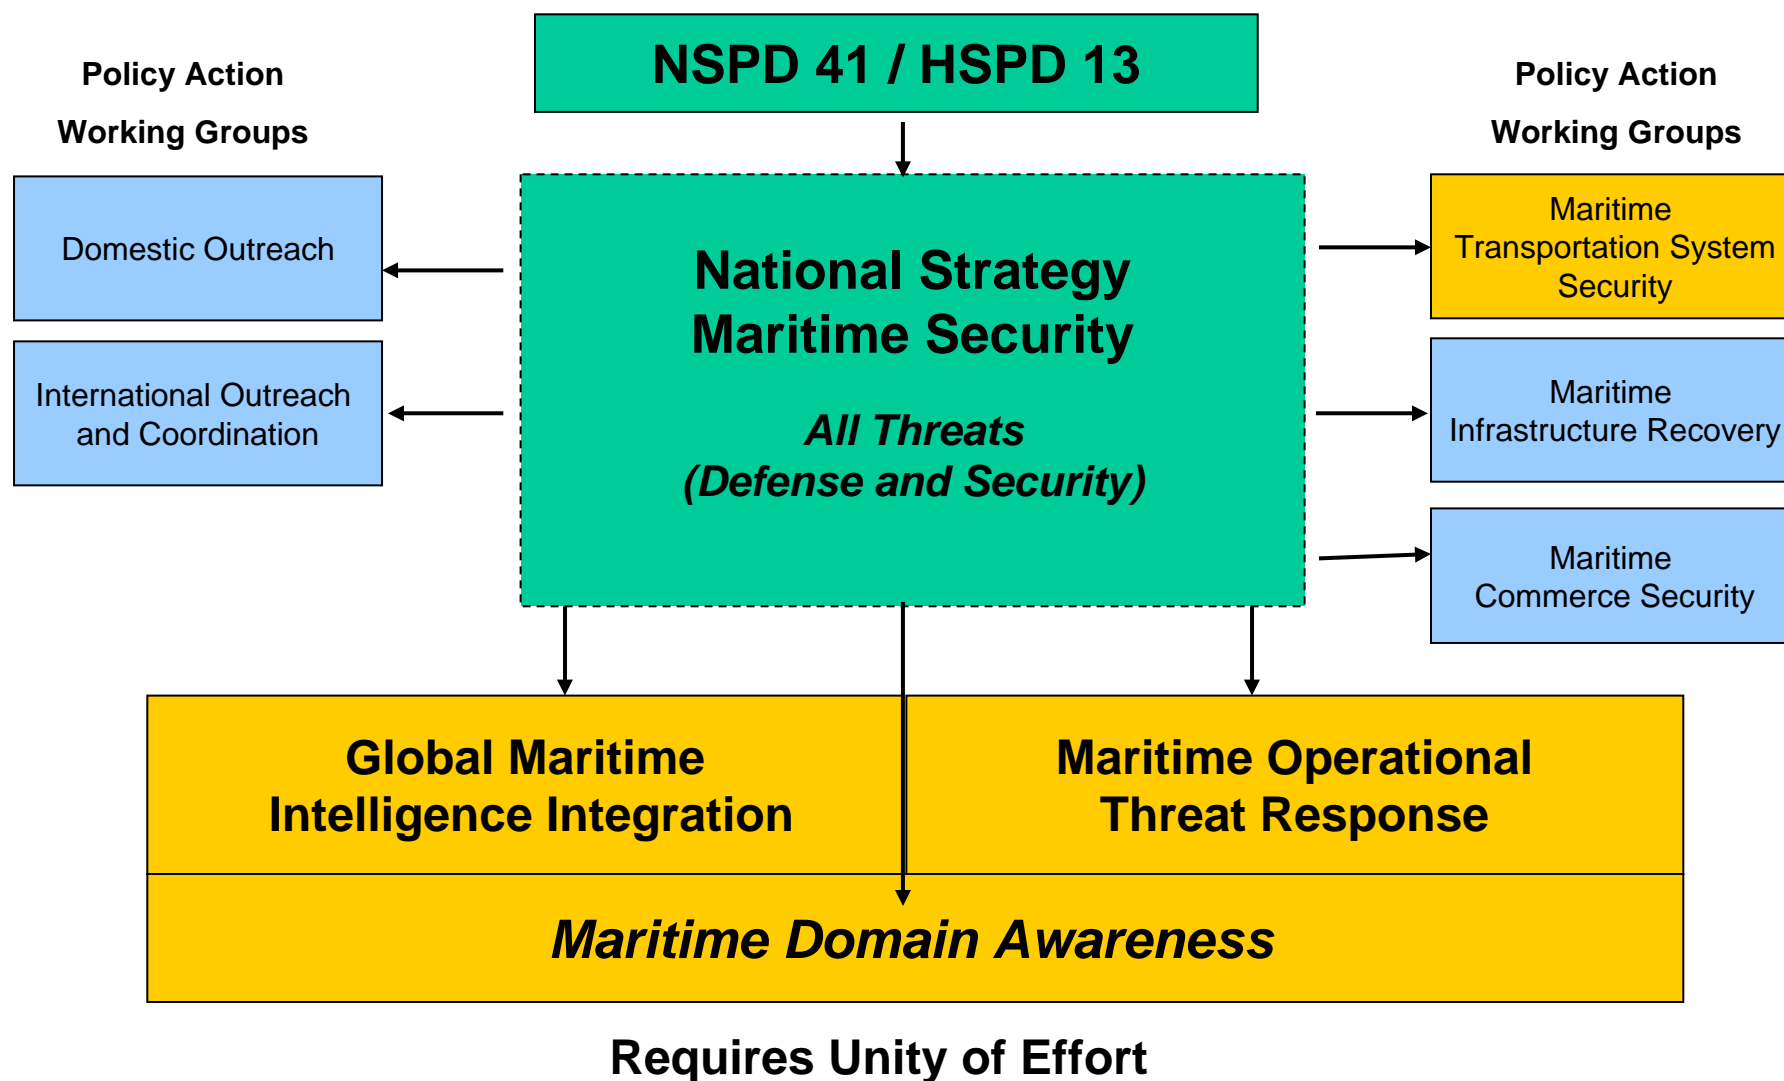 NSPD 41 / HSPD 13
Policy Action
Working Groups
Domestic Outreach
International Outreach
and Coordination
National Strategy
Maritime Security
All Threats
(Defense and Security)
Policy Action
Working Groups
Maritime
Transportation System
Security
Maritime
Infrastructure Recovery
Maritime
Commerce Security
Global Maritime
Intelligence Integration
Maritime Operational
Threat Response
Maritime Domain Awareness
Requires Unity of Effort